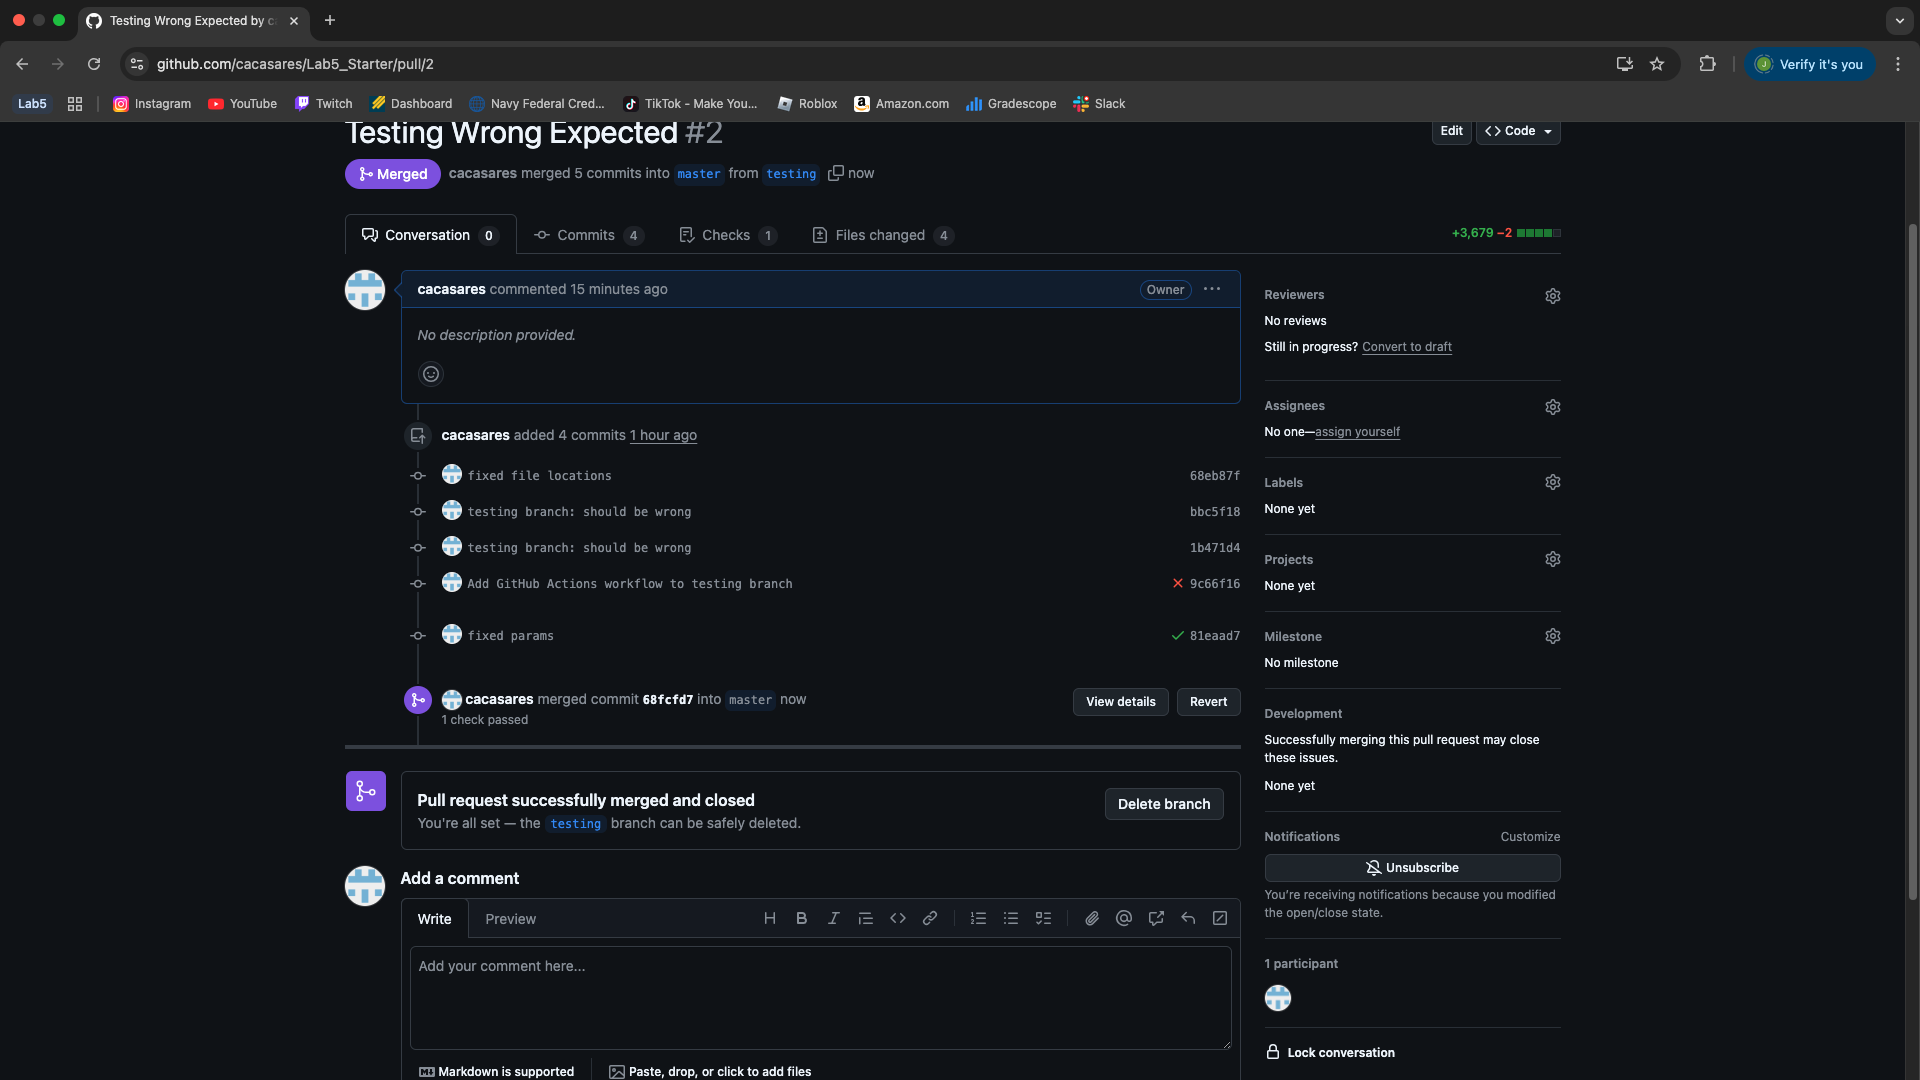 Testing Wrong Expected by c
github.com/cacasares/Lab5_Starter/pull/2
Verify it's you
Lab5
Instagram
YouTube
Twitch
Dashboard
Navy Federal Cred...
TikTok - Make You...
Roblox
Amazon.com
Gradescope
Slack
Testing Wrong Expected #2
Edit
Code
Merged
cacasares merged 5 commits into master from testing now
Conversation 0
Commits 4
Checks 1
Files changed 4
+3,679 −2
cacasares commented 15 minutes ago
Owner
No description provided.
cacasares added 4 commits 1 hour ago
fixed file locations 68eb87f
testing branch: should be wrong bbc5f18
testing branch: should be wrong 1b471d4
Add GitHub Actions workflow to testing branch 9c66f16
fixed params 81eaad7
cacasares merged commit 68fcfd7 into master now
1 check passed
View details
Revert
Pull request successfully merged and closed
You're all set — the testing branch can be safely deleted.
Delete branch
Add a comment
Write
Preview
Add your comment here...
Markdown is supported
Paste, drop, or click to add files
Reviewers
No reviews
Still in progress? Convert to draft
Assignees
No one—assign yourself
Labels
None yet
Projects
None yet
Milestone
No milestone
Development
Successfully merging this pull request may close
these issues.
None yet
Notifications
Customize
Unsubscribe
You're receiving notifications because you modified
the open/close state.
1 participant
Lock conversation